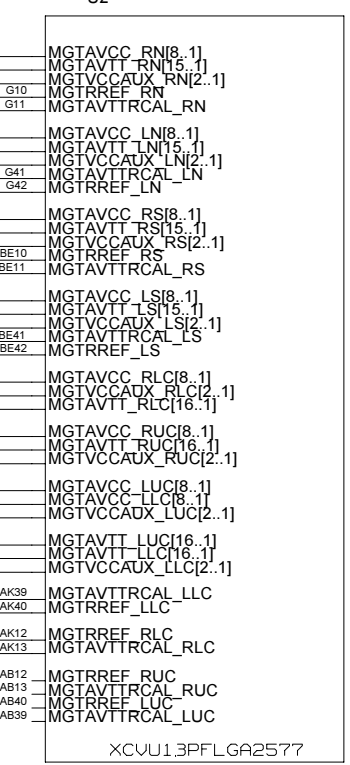 MGTAVCC_RN[8..1]
MGTAVTT_RN[15..1]
MGTVCCAUX_RN[2..1]
G10 MGTRREF_RN
G11 MGTAVTTRCAL_RN
MGTAVCC_LN[8..1]
MGTAVTT_LN[15..1]
MGTVCCAUX_LN[2..1]
G41 MGTAVTTRCAL_LN
G42 MGTRREF_LN
MGTAVCC_RS[8..1]
MGTAVTT_RS[15..1]
MGTVCCAUX_RS[2..1]
BE10 MGTRREF_RS
BE11 MGTAVTTRCAL_RS
MGTAVCC_LS[8..1]
MGTAVTT_LS[15..1]
MGTVCCAUX_LS[2..1]
BE41 MGTAVTTRCAL_LS
BE42 MGTRREF_LS
MGTAVCC_RLC[8..1]
MGTVCCAUX_RLC[2..1]
MGTAVTT_RLC[16..1]
MGTAVCC_RUC[8..1]
MGTAVTT_RUC[16..1]
MGTVCCAUX_RUC[2..1]
MGTAVCC_LUC[8..1]
MGTAVCC_LLC[8..1]
MGTVCCAUX_LUC[2..1]
MGTAVTT_LUC[16..1]
MGTAVTT_LLC[16..1]
MGTVCCAUX_LLC[2..1]
AK39 MGTAVTTRCAL_LLC
AK40 MGTRREF_LLC
AK12 MGTRREF_RLC
AK13 MGTAVTTRCAL_RLC
AB12 MGTRREF_RUC
AB13 MGTAVTTRCAL_RUC
AB40 MGTRREF_LUC
AB39 MGTAVTTRCAL_LUC
XCVU13PFLGA2577